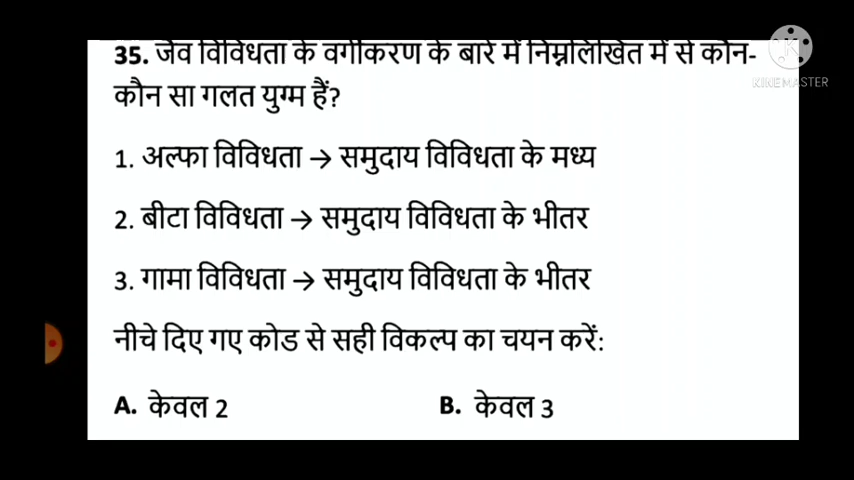 35. जैव विविधता के वर्गीकरण के बारे में निम्नलिखित में से कौन-
कौन सा गलत युग्म हैं?
1. अल्फा विविधता → समुदाय विविधता के मध्य
2. बीटा विविधता → समुदाय विविधता के भीतर
3. गामा विविधता → समुदाय विविधता के भीतर
नीचे दिए गए कोड से सही विकल्प का चयन करें:
A. केवल 2 B. केवल 3
KINEMASTER